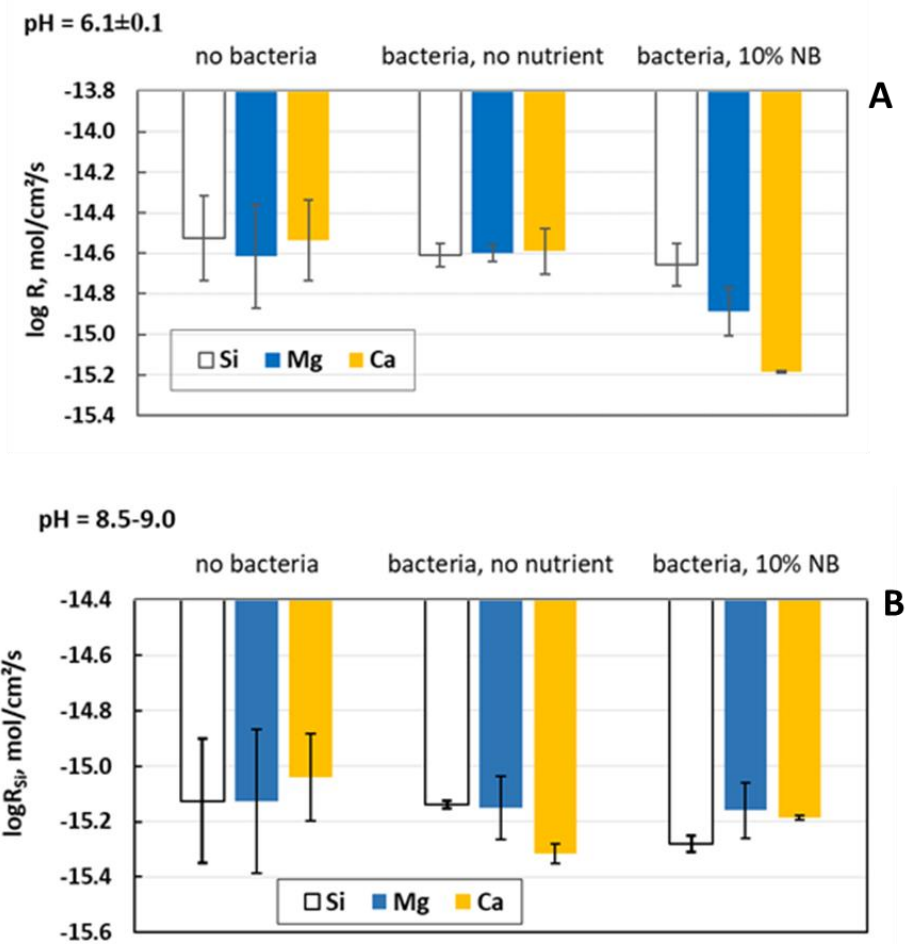 pH = 6.1±0.1
no bacteria bacteria, no nutrient bacteria, 10% NB
A
log R, mol/cm²/s
-13.8
-14.0
-14.2
-14.4
-14.6
-14.8
-15.0
-15.2
-15.4
Si Mg Ca
pH = 8.5-9.0
no bacteria bacteria, no nutrient bacteria, 10% NB
B
logRSi, mol/cm²/s
-14.4
-14.6
-14.8
-15.0
-15.2
-15.4
-15.6
Si Mg Ca